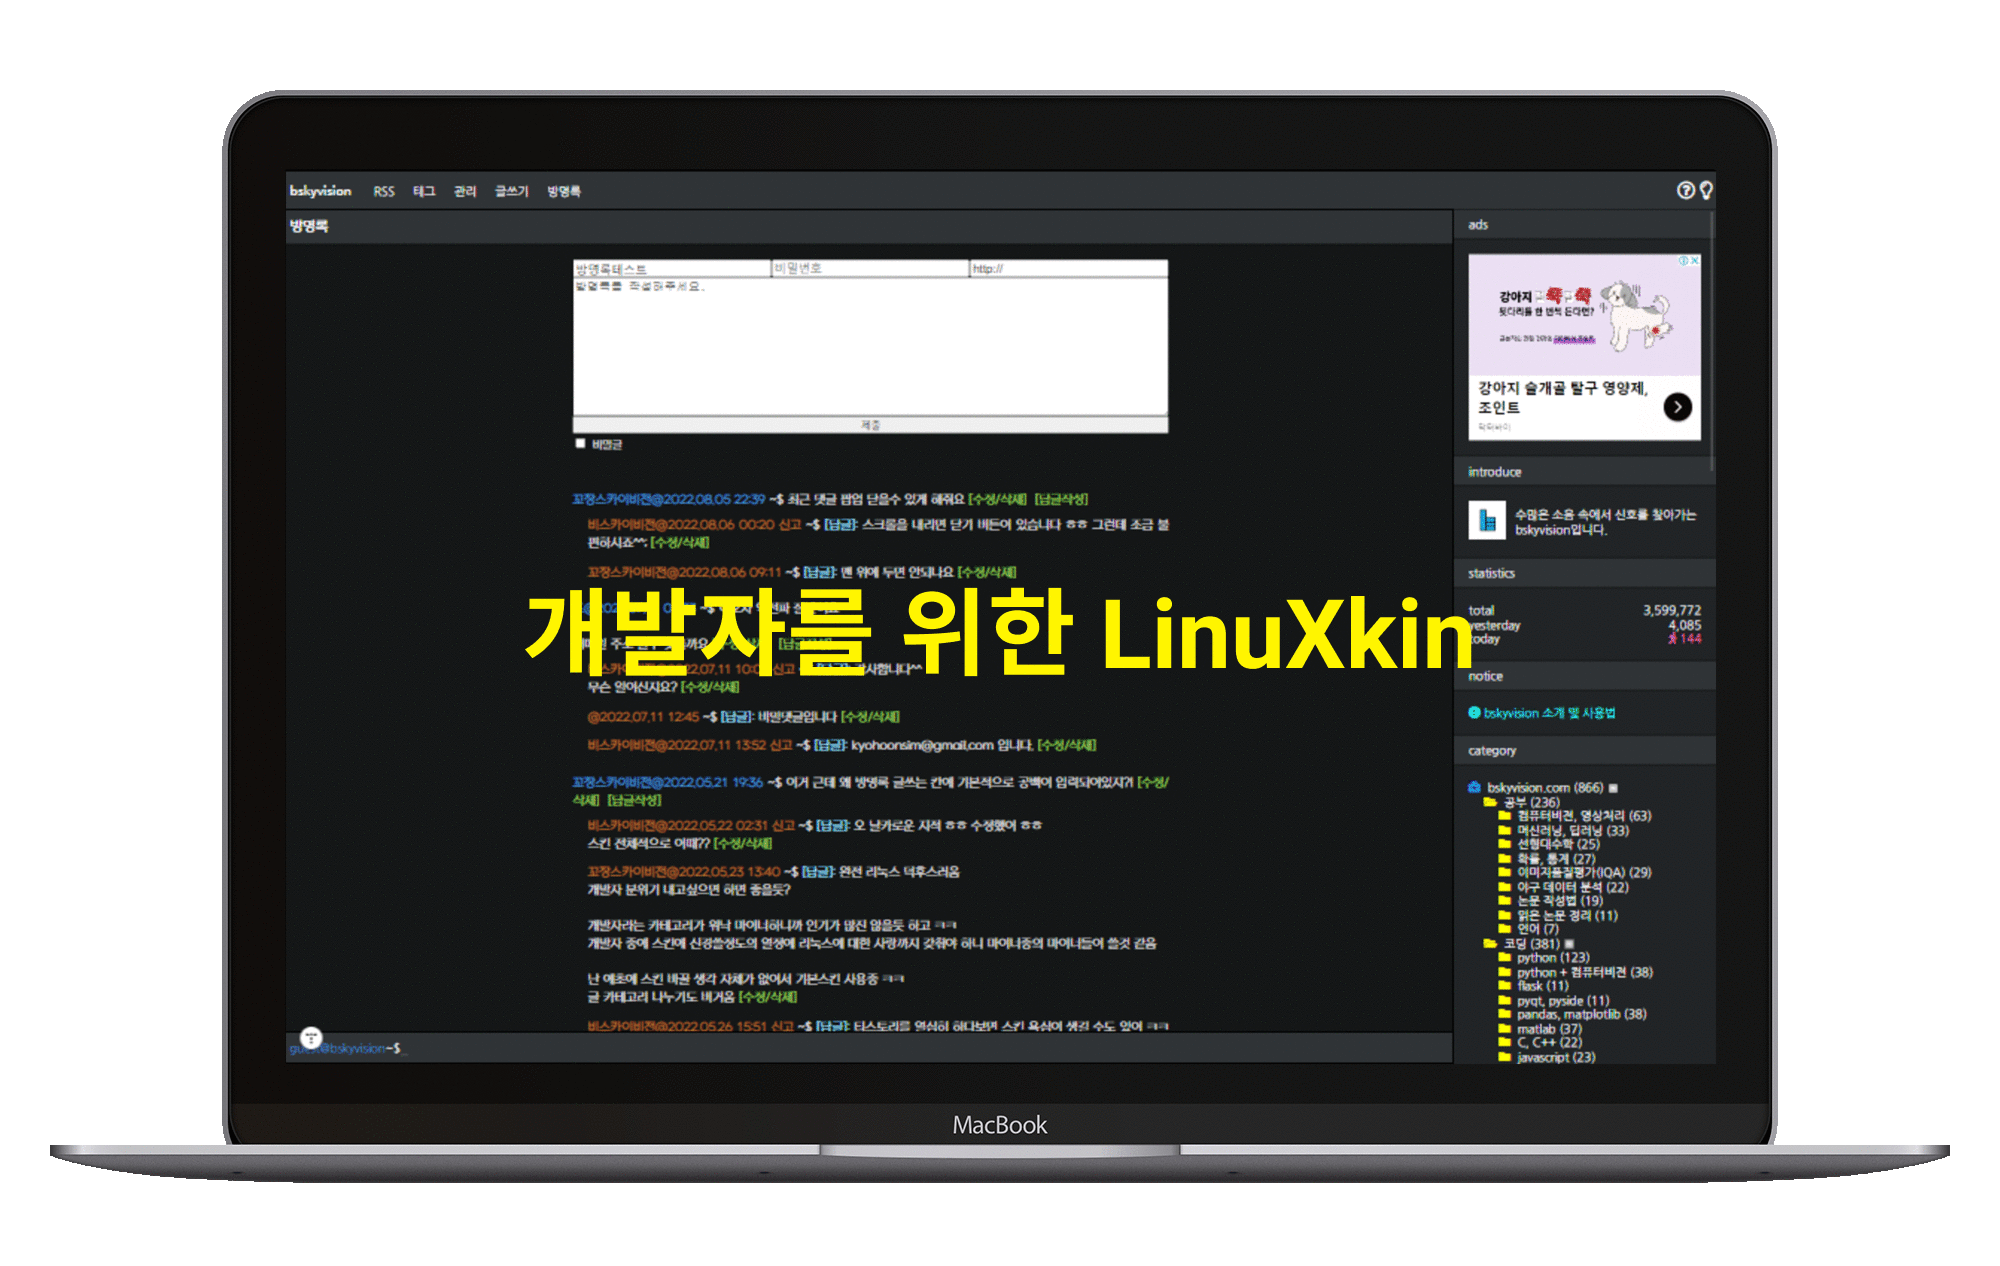 bskyvision RSS 태그 관리 글쓰기 방명록
방명록
방명록테스트 비밀번호 http://
방명록을 작성해주세요.
제출
비밀글
꼬장스카이비전@2022.08.05 22:39 ~$ 최근 댓글 팝업 닫을수 있게 해줘요 [수정/삭제] [답글작성]
비스카이비전@2022.08.06 00:20 신고 ~$ [답글]: 스크롤을 내리면 닫기 버튼이 있습니다 ㅎㅎ 그런데 조금 불
편하시죠^^; [수정/삭제]
꼬장스카이비전@2022.08.06 09:11 ~$ [답글]: 맨 위에 두면 안되나요 [수정/삭제]
개발자를 위한 LinuXkin
무슨 일이신지요? [수정/삭제]
@2022.07.11 12:45 ~$ [답글]: 비밀댓글입니다 [수정/삭제]
비스카이비전@2022.07.11 13:52 신고 ~$ [답글]: kyohoonsim@gmail.com 입니다. [수정/삭제]
꼬장스카이비전@2022.05.21 19:36 ~$ 이거 근데 왜 방명록 글쓰는 칸에 기본적으로 공백이 입력되어있지?! [수정/
삭제] [답글작성]
비스카이비전@2022.05.22 02:31 신고 ~$ [답글]: 오 날카로운 지적 ㅎㅎ 수정했어 ㅎㅎ
스킨 전체적으로 어때?? [수정/삭제]
꼬장스카이비전@2022.05.23 13:40 ~$ [답글]: 완전 리눅스 덕후스러움
개발자 분위기 내고싶으면 하면 좋을듯?
개발자라는 카테고리가 워낙 마이너하니까 인기가 많진 않을듯 하고 ㅋㅋ
개발자 중에 스킨에 신경쓸정도의 열정에 리눅스에 대한 사랑까지 갖춰야 하니 마이너중의 마이너들이 쓸것 같음
난 애초에 스킨 바꿀 생각 자체가 없어서 기본스킨 사용중 ㅋㅋ
글 카테고리 나누기도 버거움 [수정/삭제]
비스카이비전@2022.05.26 15:51 신고 ~$ [답글]: 티스토리를 열심히 하다보면 스킨 욕심이 생길 수도 있어 ㅋㅋ
guest@bskyvision~$_
ads
강아지
뒷다리를 한 번씩 든다면?
강아지 슬개골 탈구 영양제,
조인트
닥터바이
introduce
수많은 소음 속에서 신호를 찾아가는
bskyvision입니다.
statistics
total 3,599,772
yesterday 4,085
today 144
notice
bskyvision 소개 및 사용법
category
bskyvision.com (866)
공부 (236)
컴퓨터비전, 영상처리 (63)
머신러닝, 딥러닝 (33)
선형대수학 (25)
확률, 통계 (27)
이미지품질평가(IQA) (29)
야구 데이터 분석 (22)
논문 작성법 (19)
읽은 논문 정리 (11)
언어 (7)
코딩 (381)
python (123)
python + 컴퓨터비전 (38)
flask (11)
pyqt, pyside (11)
pandas, matplotlib (38)
matlab (37)
C, C++ (22)
javascript (23)
MacBook